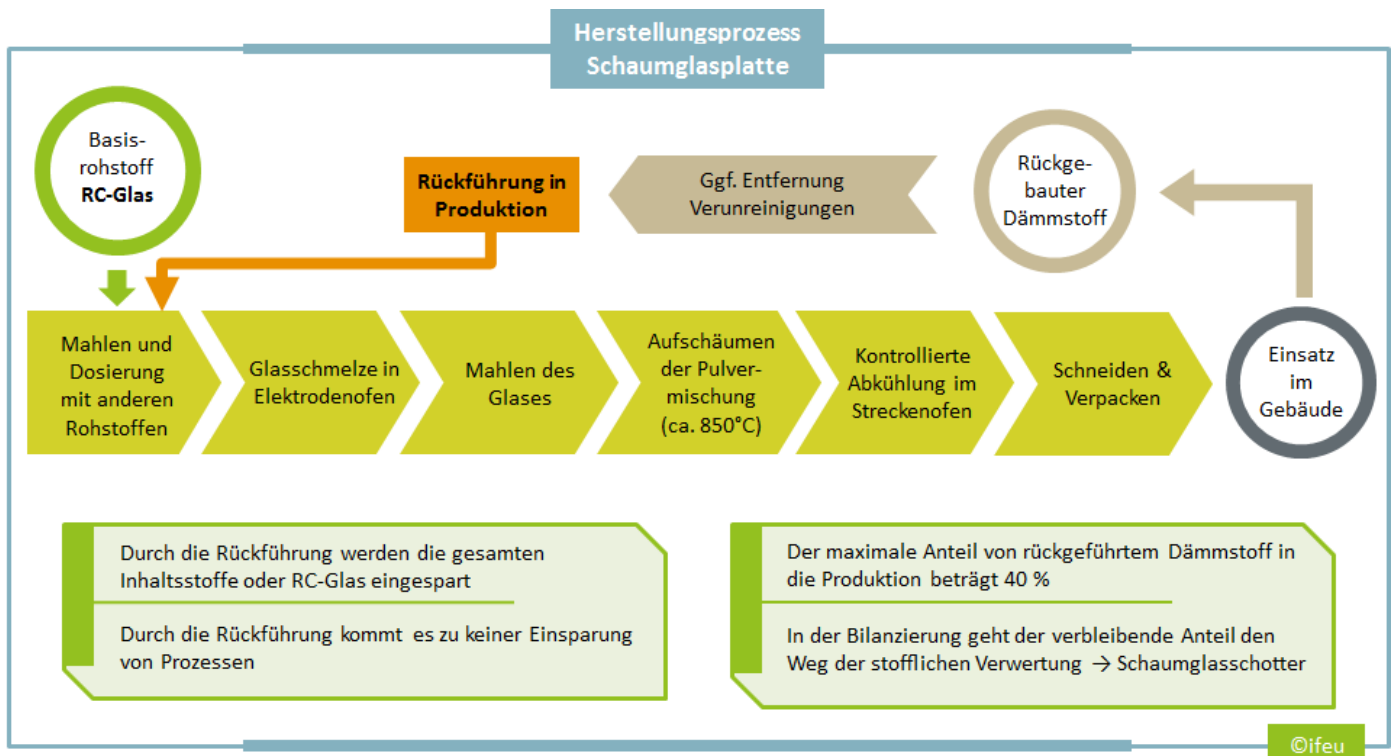 Herstellungsprozess
Schaumglasplatte
Basis-
rohstoff
RC-Glas
Rückführung in
Produktion
Ggf. Entfernung
Verunreinigungen
Rückge-
bauter
Dämmstoff
Mahlen und
Dosierung
mit anderen
Rohstoffen
Glasschmelze in
Elektrodenofen
Mahlen des
Glases
Aufschäumen
der Pulver-
mischung
(ca. 850°C)
Kontrollierte
Abkühlung im
Streckenofen
Schneiden &
Verpacken
Einsatz
im
Gebäude
Durch die Rückführung werden die gesamten
Inhaltsstoffe oder RC-Glas eingespart
Durch die Rückführung kommt es zu keiner Einsparung
von Prozessen
Der maximale Anteil von rückgeführtem Dämmstoff in
die Produktion beträgt 40 %
In der Bilanzierung geht der verbleibende Anteil den
Weg der stofflichen Verwertung → Schaumglasschotter
©ifeu